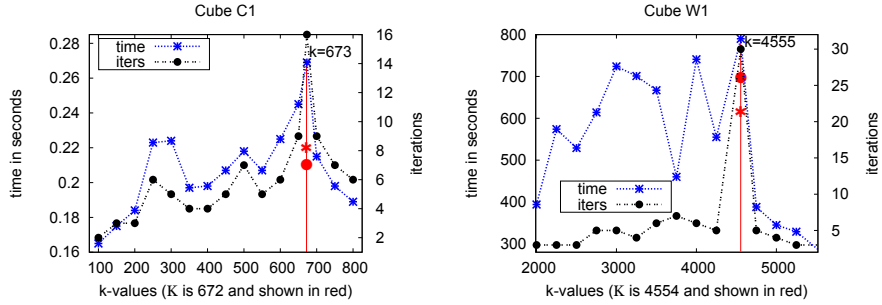 Cube C1
time in seconds
0.28
0.26
0.24
0.22
0.2
0.18
0.16
time
iters
k=673
16
14
12
10
8
6
4
2
iterations
100 200 300 400 500 600 700 800
k-values (K is 672 and shown in red)
Cube W1
time in seconds
800
700
600
500
400
300
time
iters
k=4555
30
25
20
15
10
5
iterations
2000 3000 4000 5000
k-values (K is 4554 and shown in red)